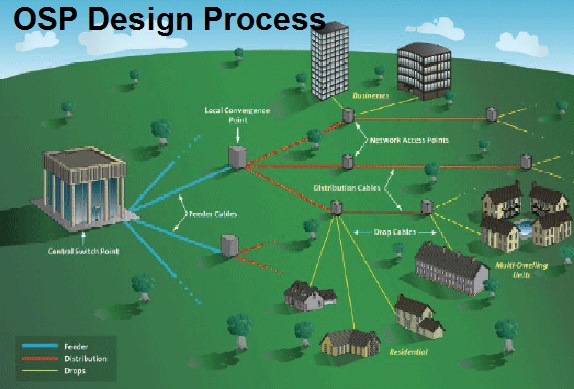 OSP Design Process
Businesses
Local Convergence
Point
Network Access Points
Distribution Cables
Feeder Cables
Drop Cables
Central Switch Point
Multi-Dwelling
Units
Residential
Feeder
Distribution
Drops